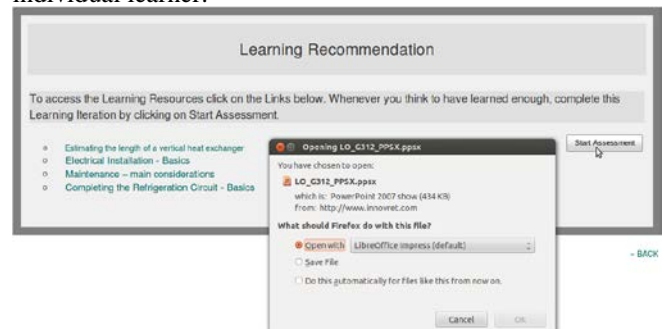 individual learner.
Learning Recommendation
To access the Learning Resources click on the Links below. Whenever you think to have learned enough, complete this
Learning Iteration by clicking on Start Assessment.
Estimating the length of a vertical heat exchanger
Electrical Installation - Basics
Maintenance – main considerations
Completing the Refrigeration Circuit - Basics
Start Assessment
Opening LO_G312_PPSX.ppsx
You have chosen to open:
LO_G312_PPSX.ppsx
which is: PowerPoint 2007 show (434 KB)
from: http://www.innovret.com
What should Firefox do with this file?
Open with LibreOffice Impress (default)
Save File
Do this automatically for files like this from now on.
Cancel OK
- BACK